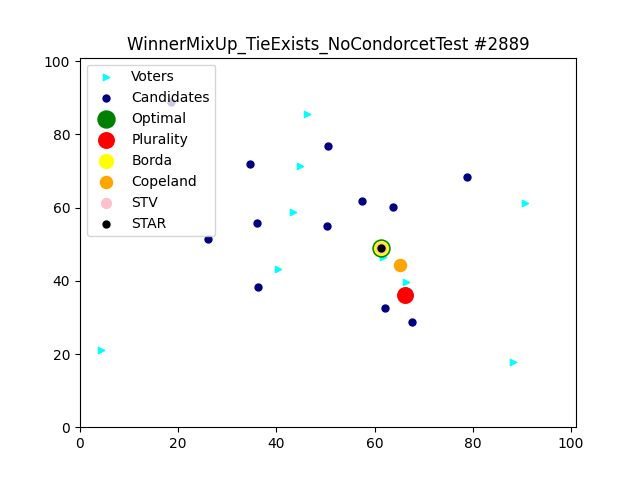 WinnerMixUp_TieExists_NoCondorcetTest #2889
Voters
Candidates
Optimal
Plurality
Borda
Copeland
STV
STAR
100
80
60
40
20
0
0 20 40 60 80 100